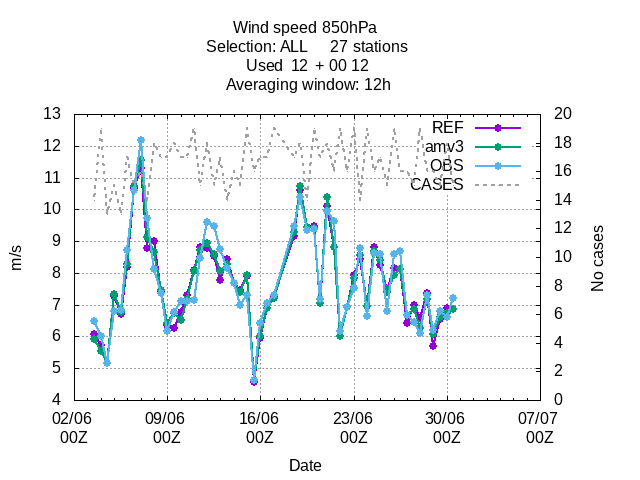 Wind speed 850hPa
Selection: ALL 27 stations
Used 12 + 00 12
Averaging window: 12h
13
12
11
10
9
8
7
6
5
4
m/s
20
18
16
14
12
10
8
6
4
2
0
No cases
REF
amv3
OBS
CASES
02/06 09/06 16/06 23/06 30/06 07/07
00Z 00Z 00Z 00Z 00Z 00Z
Date